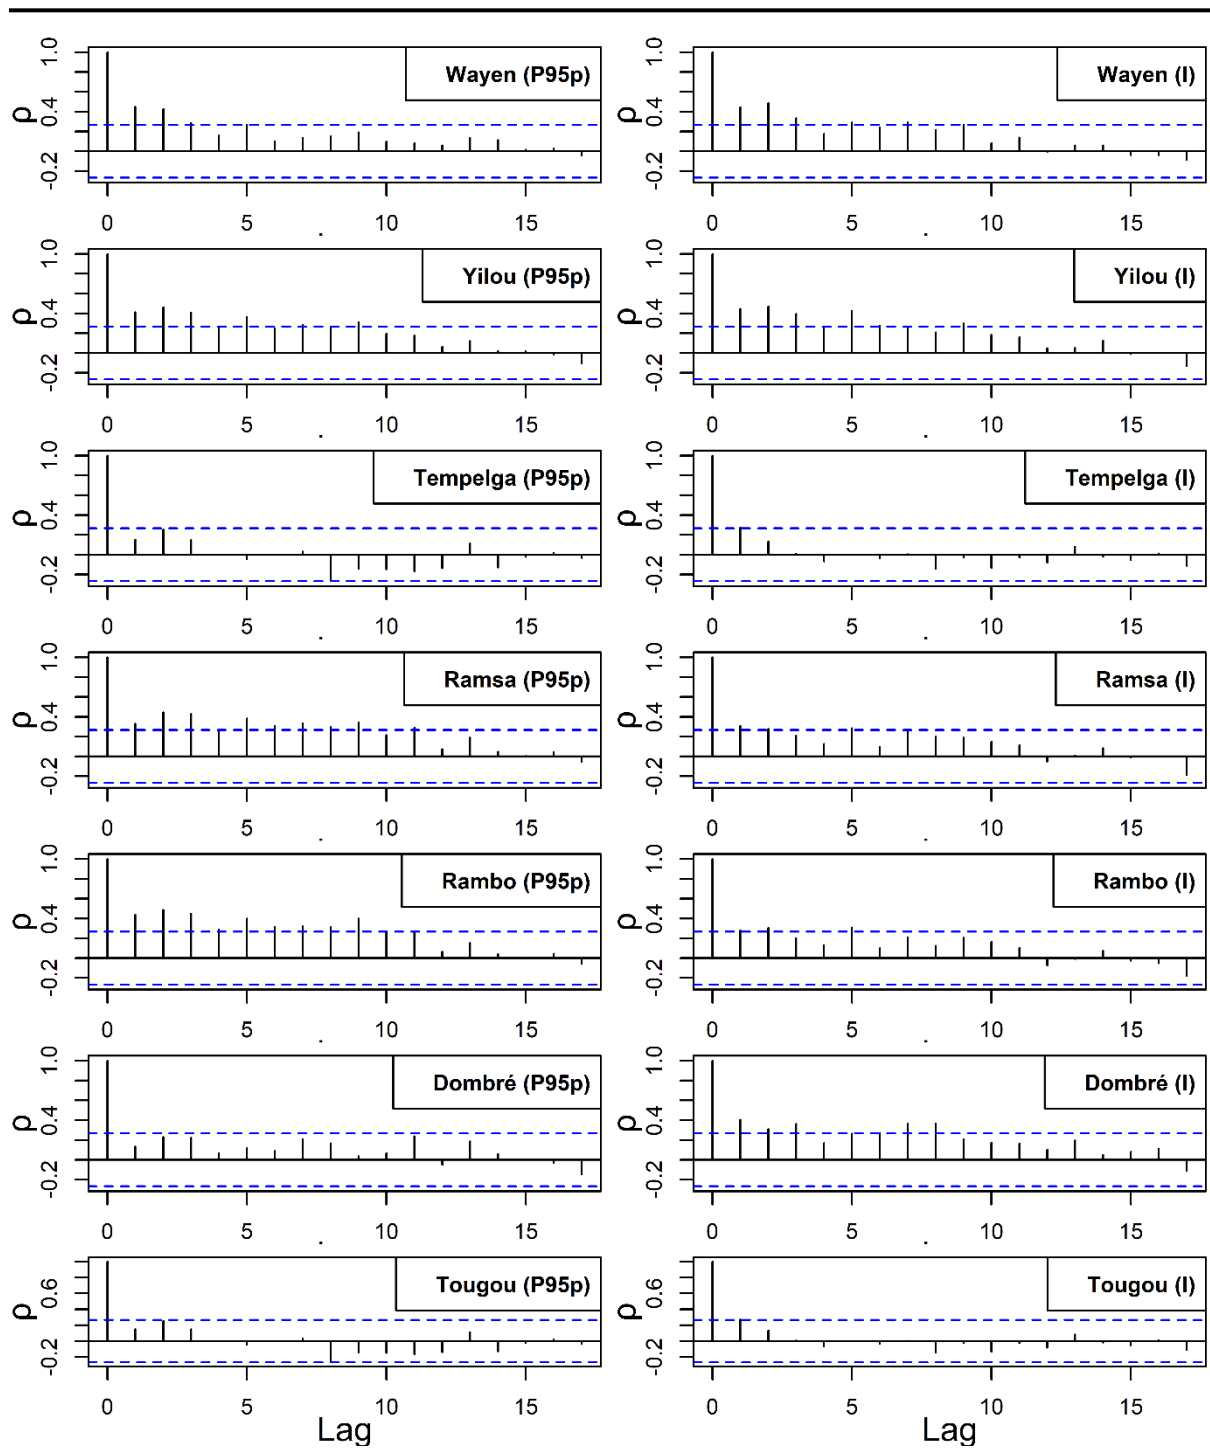 Wayen (P95p)
ρ
1.0
0.4
-0.2
0 5 10 15
Wayen (I)
ρ
1.0
0.4
-0.2
0 5 10 15
Yilou (P95p)
ρ
1.0
0.4
-0.2
0 5 10 15
Yilou (I)
ρ
1.0
0.4
-0.2
0 5 10 15
Tempelga (P95p)
ρ
1.0
0.4
-0.2
0 5 10 15
Tempelga (I)
ρ
1.0
0.4
-0.2
0 5 10 15
Ramsa (P95p)
ρ
1.0
0.4
-0.2
0 5 10 15
Ramsa (I)
ρ
1.0
0.4
-0.2
0 5 10 15
Rambo (P95p)
ρ
1.0
0.4
-0.2
0 5 10 15
Rambo (I)
ρ
1.0
0.4
-0.2
0 5 10 15
Dombré (P95p)
ρ
1.0
0.4
-0.2
0 5 10 15
Dombré (I)
ρ
1.0
0.4
-0.2
0 5 10 15
Tougou (P95p)
ρ
0.6
-0.2
0 5 10 15
Lag
Tougou (I)
ρ
0.6
-0.2
0 5 10 15
Lag